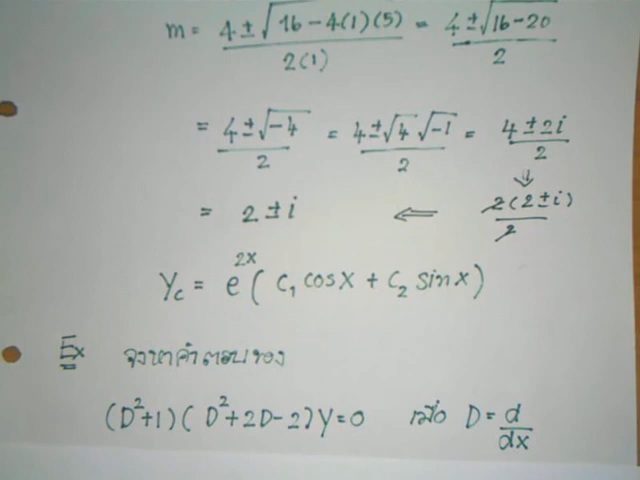 m = (4 ± √(16 - 4(1)(5)))/2(1) = (4 ± √(16-20))/2
= (4 ± √-4)/2 = (4 ± √4 √-1)/2 = (4 ± 2i)/2
⇓
= 2 ± i ⇐ 2(2 ± i)/2
Yc = e^2x (C₁ cosx + C₂ sinx)
Ex จงหาคำตอบของ
(D²+1)(D²+2D-2)Y=0 เมื่อ D = d/dx